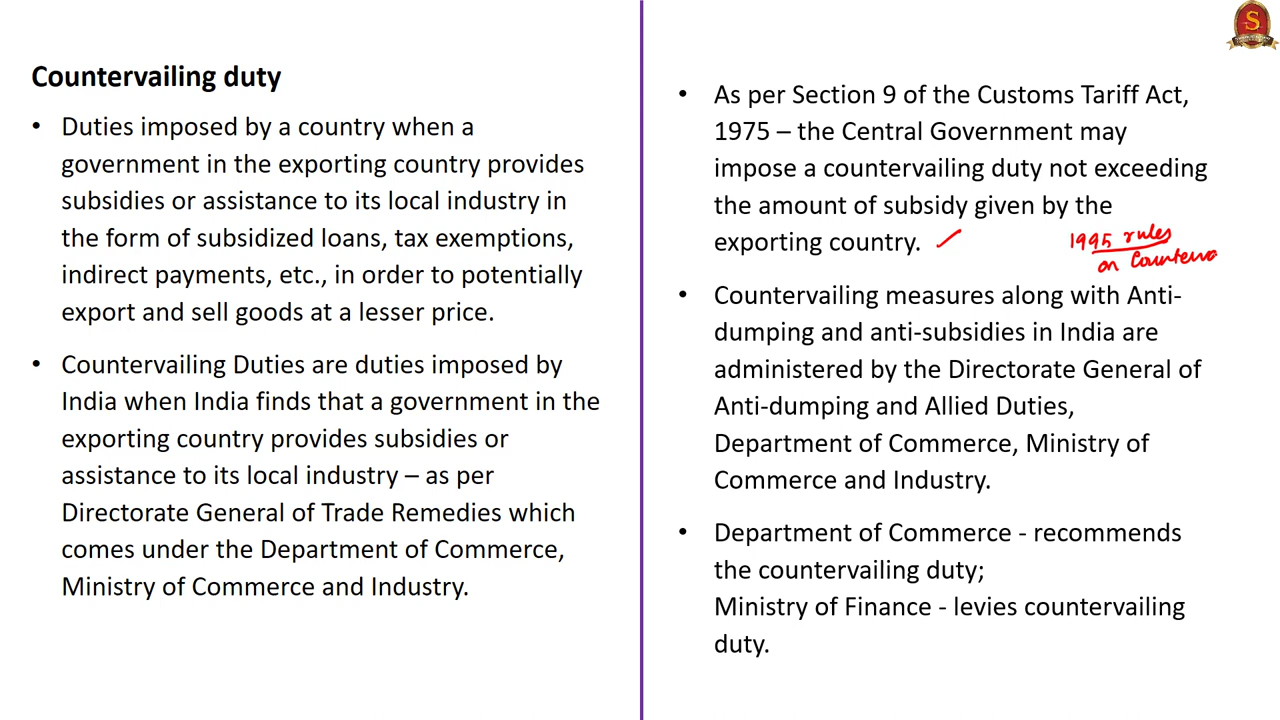 Countervailing duty
• Duties imposed by a country when a
government in the exporting country provides
subsidies or assistance to its local industry in
the form of subsidized loans, tax exemptions,
indirect payments, etc., in order to potentially
export and sell goods at a lesser price.
• Countervailing Duties are duties imposed by
India when India finds that a government in the
exporting country provides subsidies or
assistance to its local industry – as per
Directorate General of Trade Remedies which
comes under the Department of Commerce,
Ministry of Commerce and Industry.
S
• As per Section 9 of the Customs Tariff Act,
1975 – the Central Government may
impose a countervailing duty not exceeding
the amount of subsidy given by the
exporting country.
1995 rules
on Counterva
• Countervailing measures along with Anti-
dumping and anti-subsidies in India are
administered by the Directorate General of
Anti-dumping and Allied Duties,
Department of Commerce, Ministry of
Commerce and Industry.
• Department of Commerce - recommends
the countervailing duty;
Ministry of Finance - levies countervailing
duty.